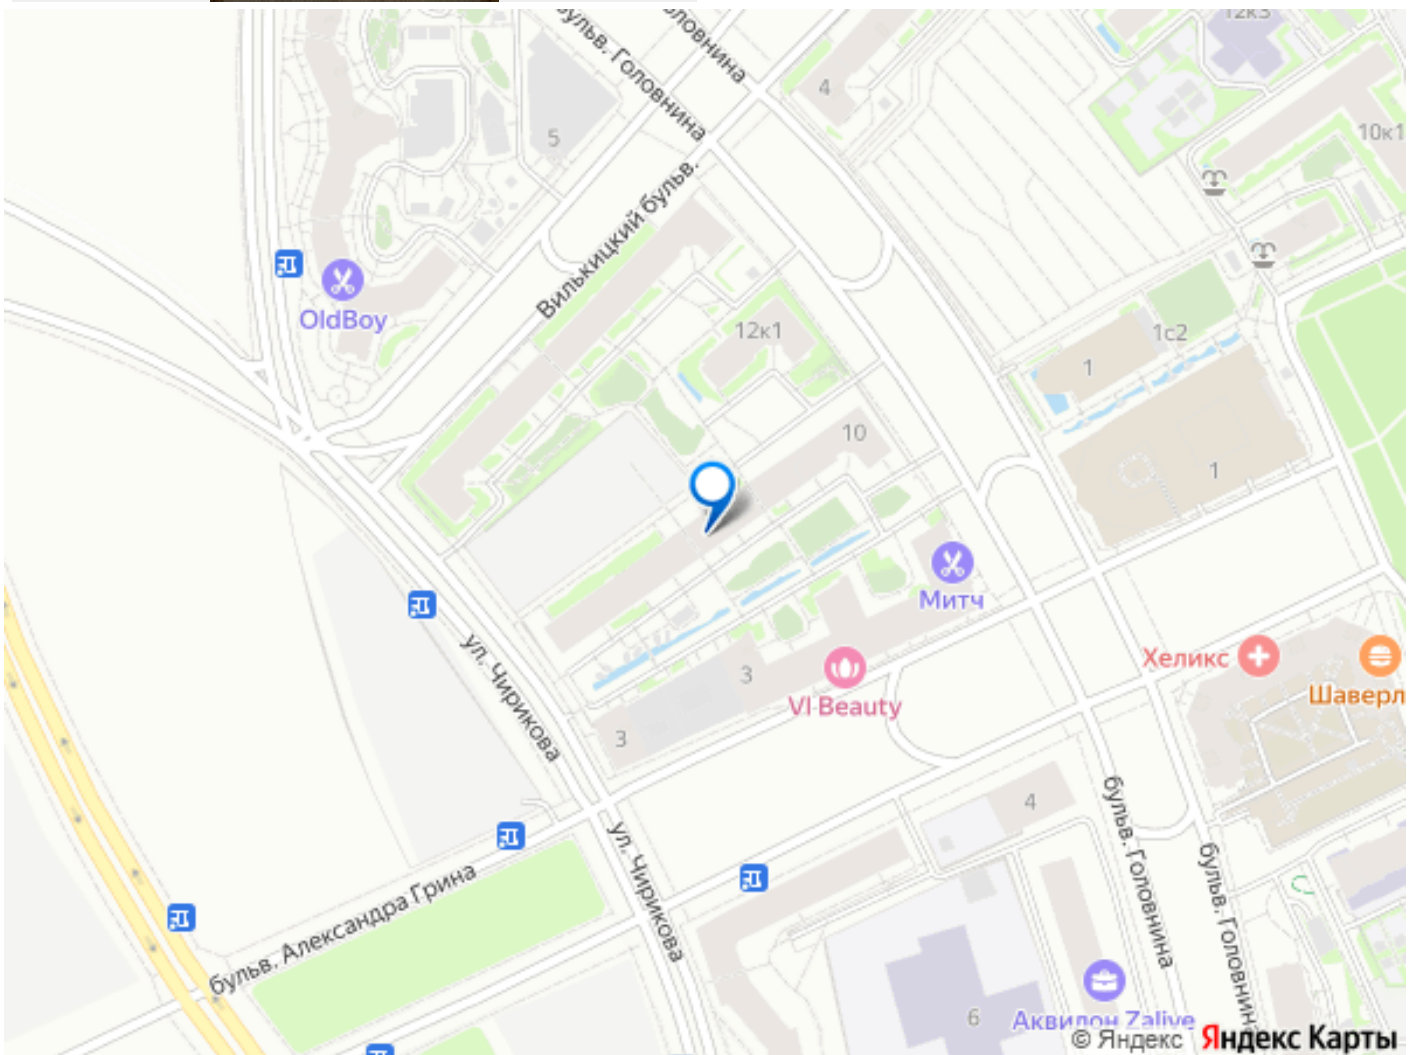 бульв. Головнина
Головнина
12к3
4
5
10к1
Вилькицкий бульв.
OldBoy
12к1
1с2
1
10
1
Митч
ул. Чирикова
Хеликс
3
Шаверл
VI Beauty
3
4
бульв. Головнина
ул. Чирикова
бульв. Головнина
бульв. Александра Грина
6
Аквилон Zalive
© Яндекс Яндекс Карты